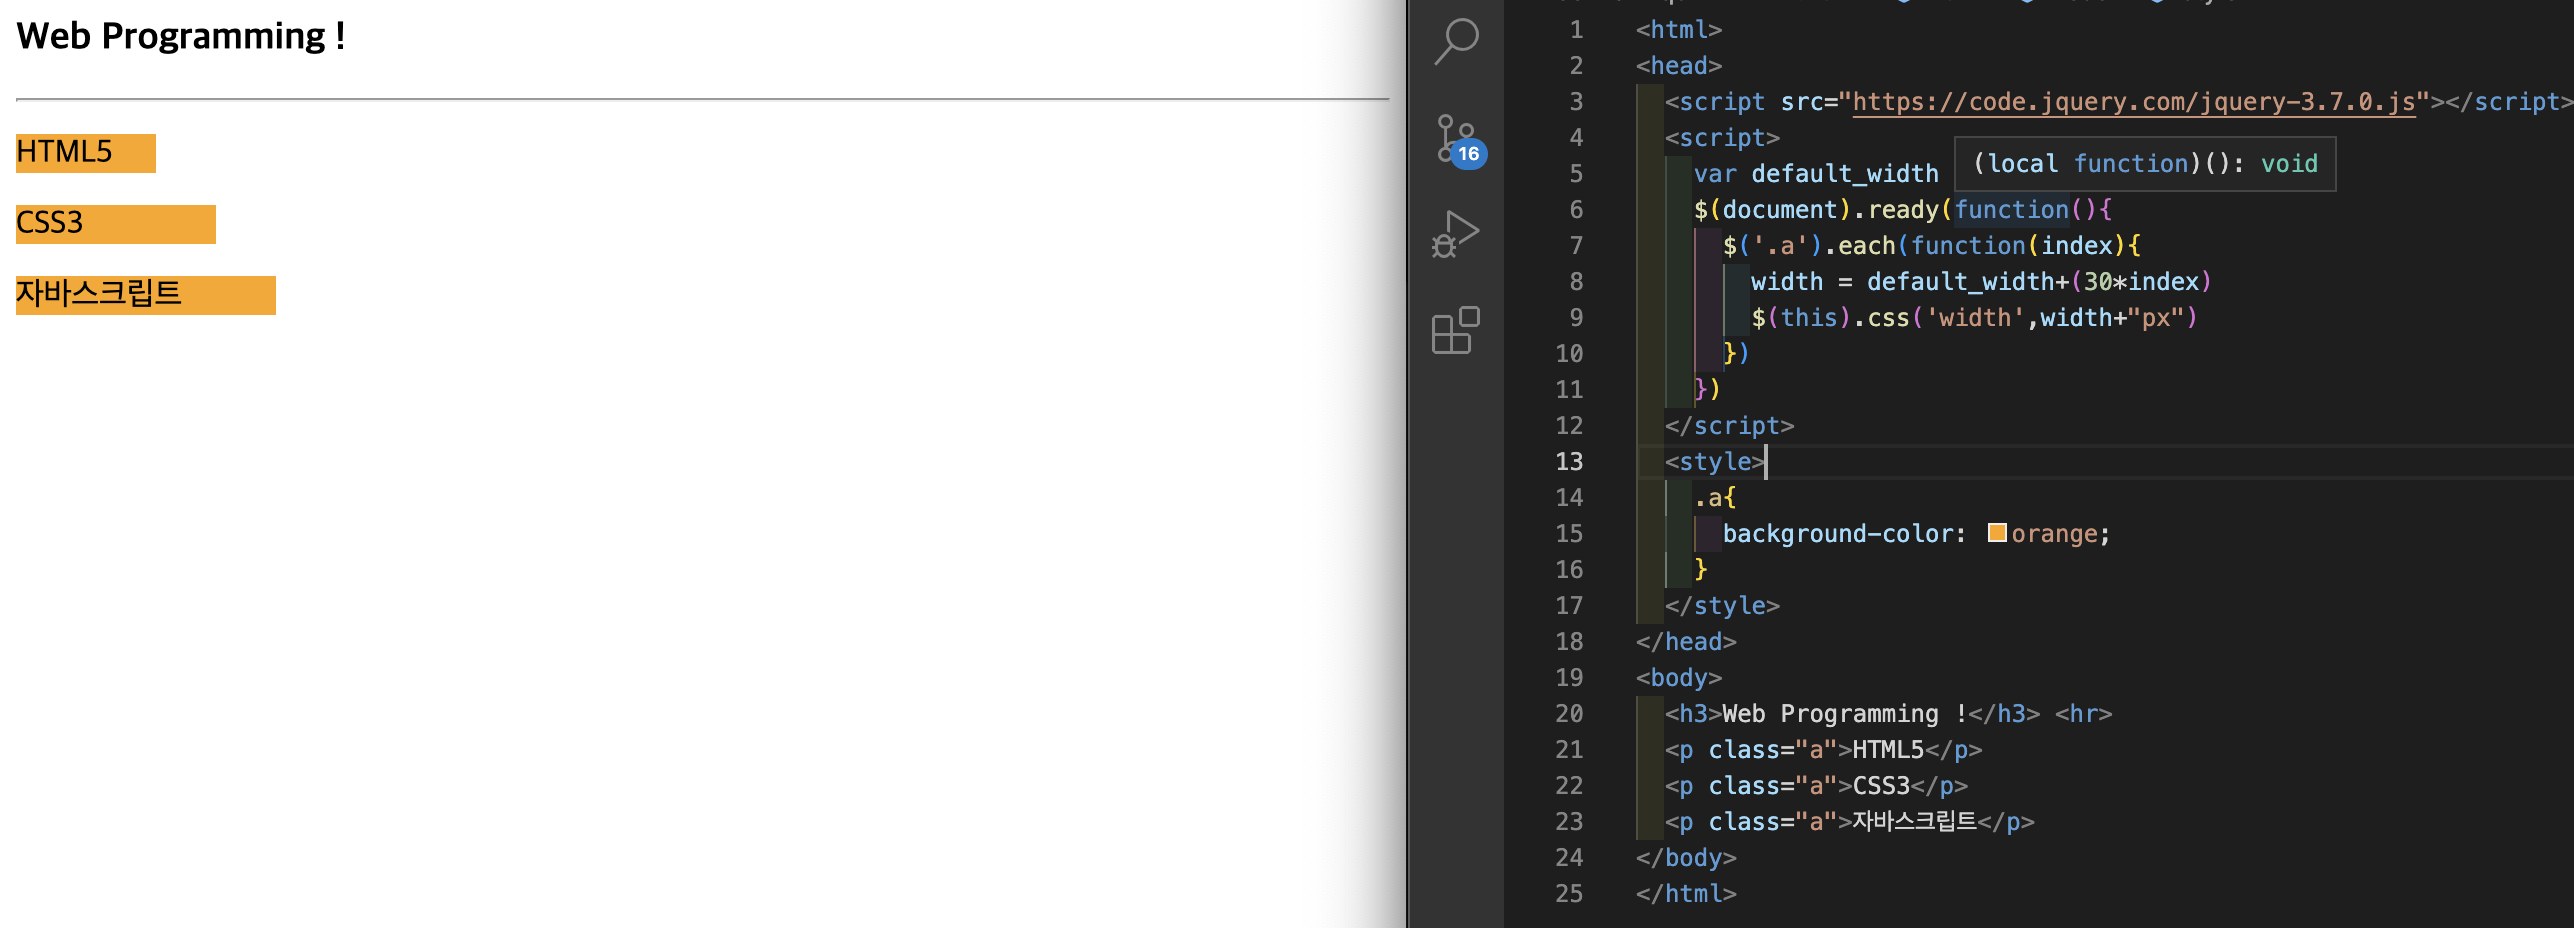 Web Programming !
HTML5
CSS3
자바스크립트
16
1 <html>
2 <head>
3 <script src="https://code.jquery.com/jquery-3.7.0.js"></script>
4 <script>
(local function)(): void
5 var default_width
6 $(document).ready(function(){
7 $('.a').each(function(index){
8 width = default_width+(30*index)
9 $(this).css('width',width+"px")
10 })
11 })
12 </script>
13 <style>
14 .a{
15 background-color: orange;
16 }
17 </style>
18 </head>
19 <body>
20 <h3>Web Programming !</h3> <hr>
21 <p class="a">HTML5</p>
22 <p class="a">CSS3</p>
23 <p class="a">자바스크립트</p>
24 </body>
25 </html>